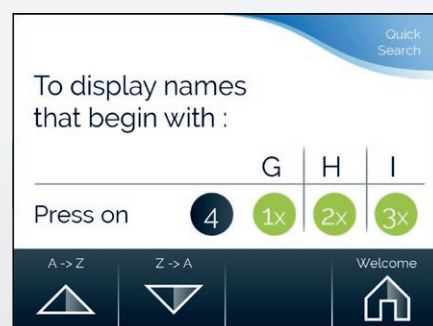 Quick
Search
To display names
that begin with :
G H I
Press on 4 1x 2x 3x
A -> Z Z -> A Welcome